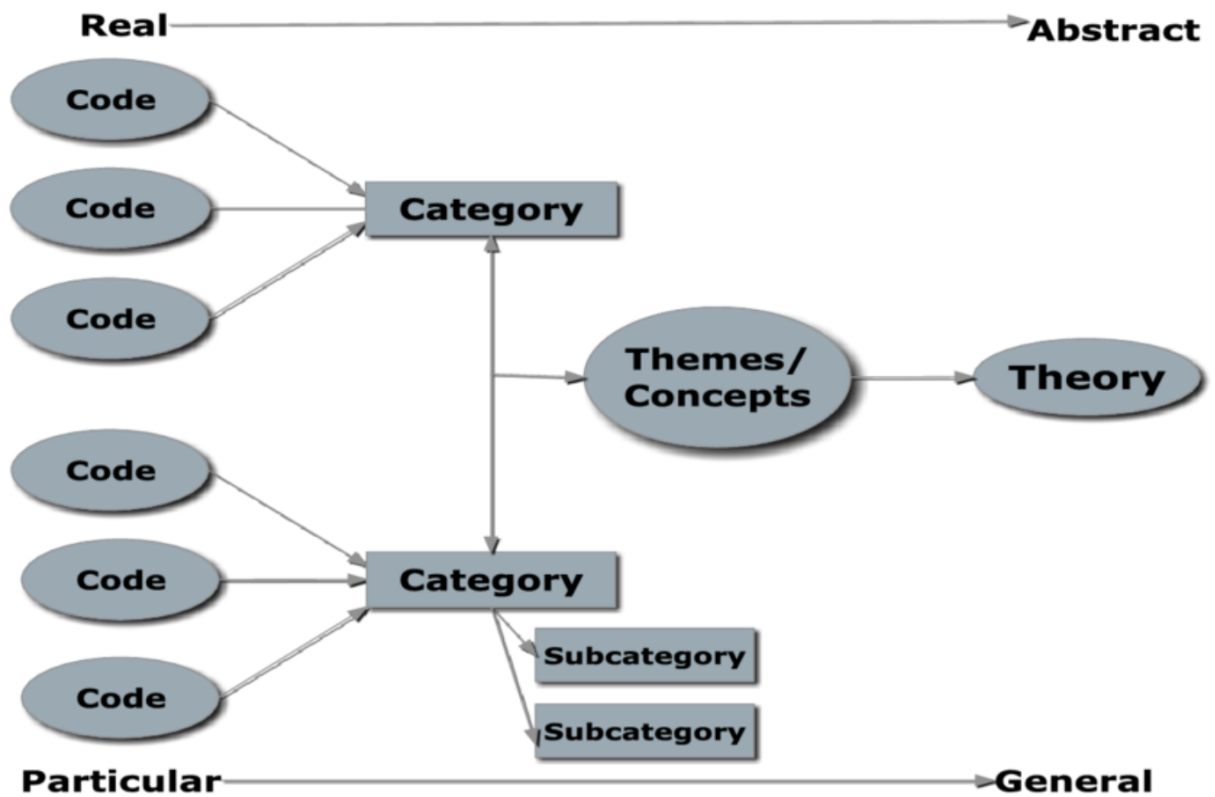 Real
Abstract
Code
Code
Category
Code
Themes/
Concepts
Theory
Code
Code
Category
Subcategory
Code
Subcategory
Particular
General